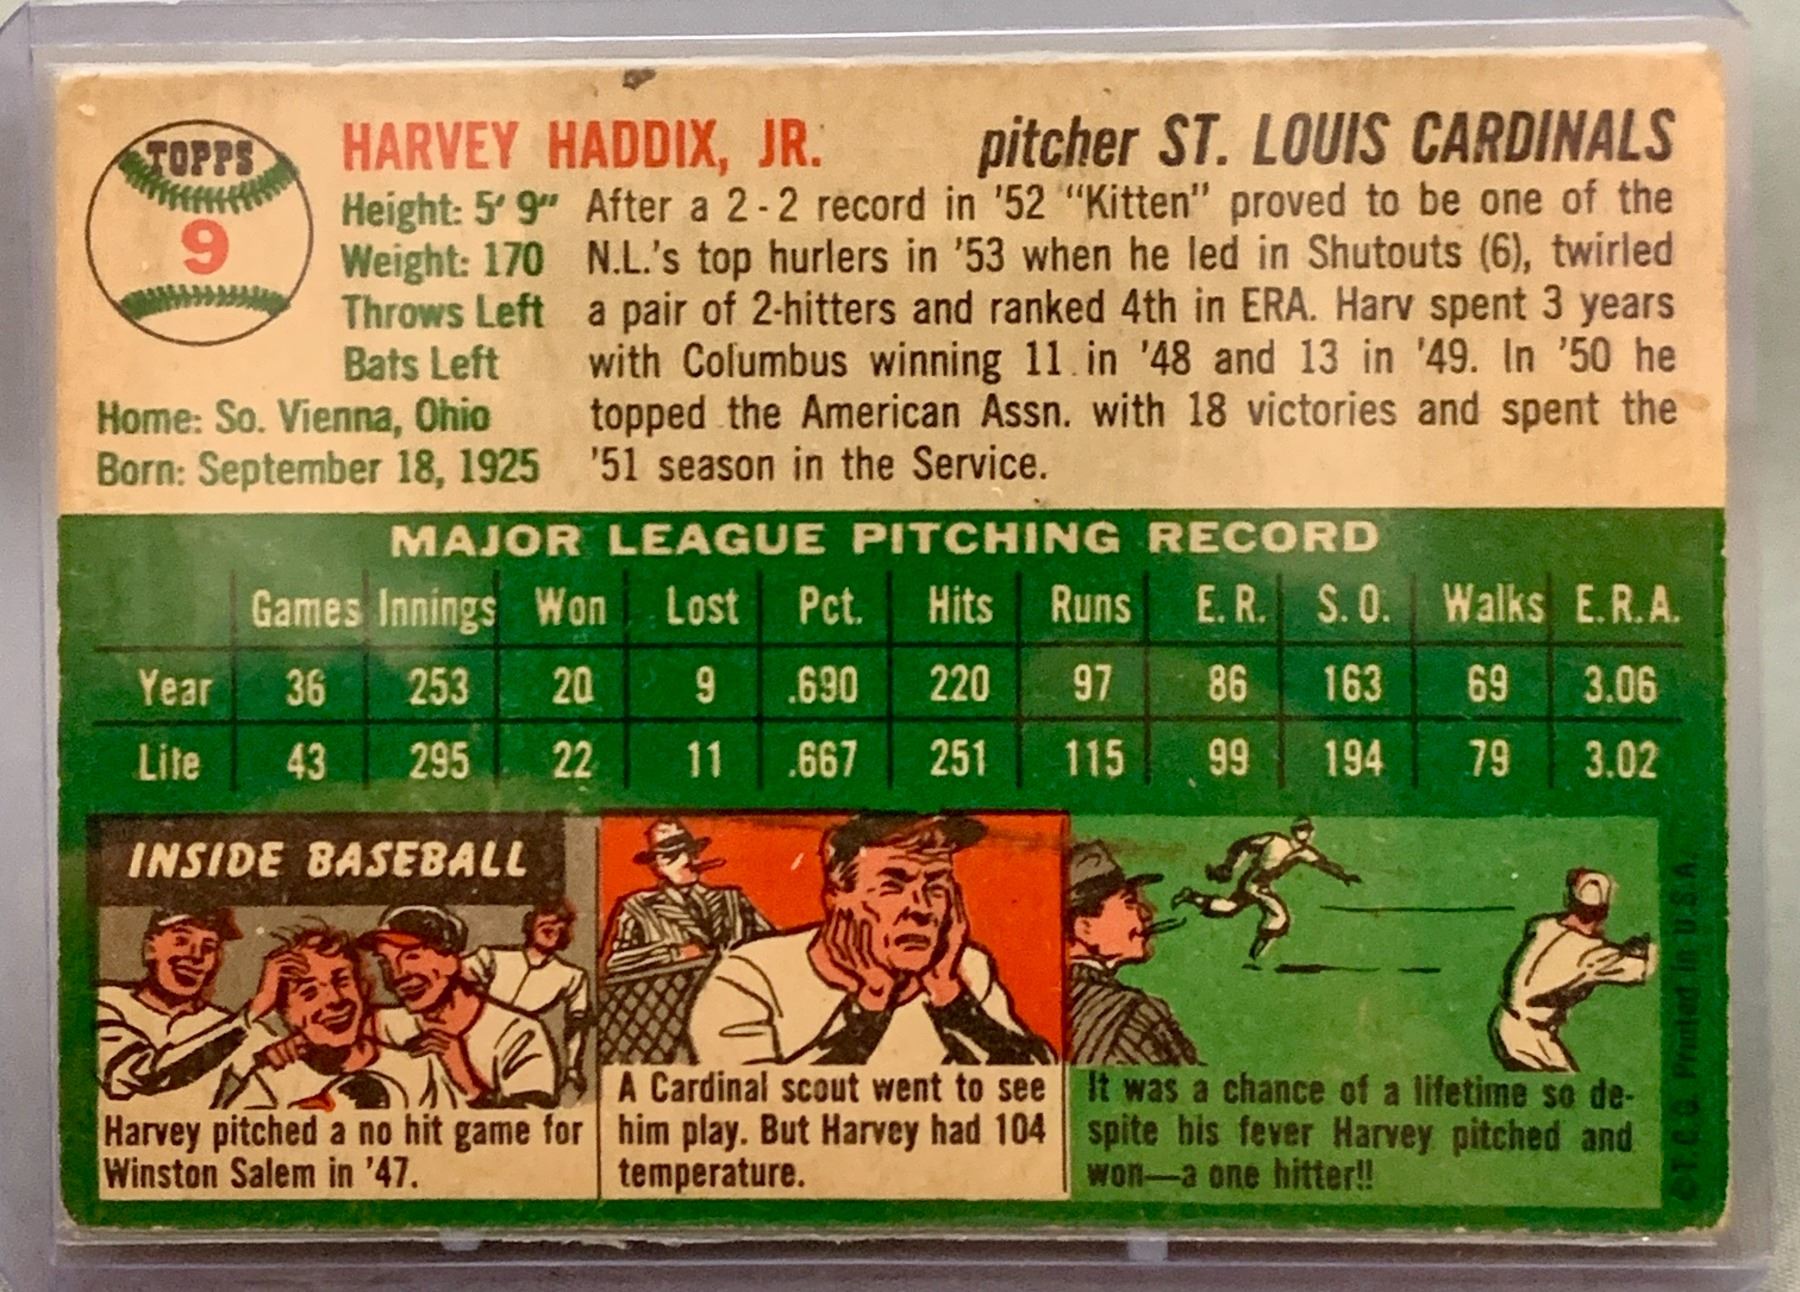 TOPPS
9
HARVEY HADDIX, JR.
pitcher ST. LOUIS CARDINALS
Height: 5' 9"
Weight: 170
Throws Left
Bats Left
Home: So. Vienna, Ohio
Born: September 18, 1925
After a 2-2 record in '52 "Kitten" proved to be one of the
N.L.'s top hurlers in '53 when he led in Shutouts (6), twirled
a pair of 2-hitters and ranked 4th in ERA. Harv spent 3 years
with Columbus winning 11 in '48 and 13 in '49. In '50 he
topped the American Assn. with 18 victories and spent the
'51 season in the Service.
MAJOR LEAGUE PITCHING RECORD
Games Innings Won Lost Pct. Hits Runs E.R. S.O. Walks E.R.A.
Year 36 253 20 9 .690 220 97 86 163 69 3.06
Life 43 295 22 11 .667 251 115 99 194 79 3.02
INSIDE BASEBALL
Harvey pitched a no hit game for
Winston Salem in '47.
A Cardinal scout went to see
him play. But Harvey had 104
temperature.
It was a chance of a lifetime so de-
spite his fever Harvey pitched and
won—a one hitter!!
©T.C.G. Printed in U.S.A.